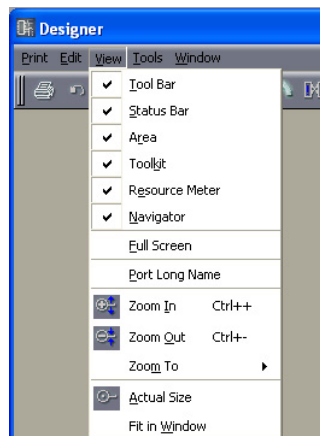 Designer
Print Edit View Tools Window
Tool Bar
Status Bar
Area
Toolkit
Resource Meter
Navigator
Full Screen
Port Long Name
Zoom In Ctrl++
Zoom Out Ctrl+-
Zoom To
Actual Size
Fit in Window